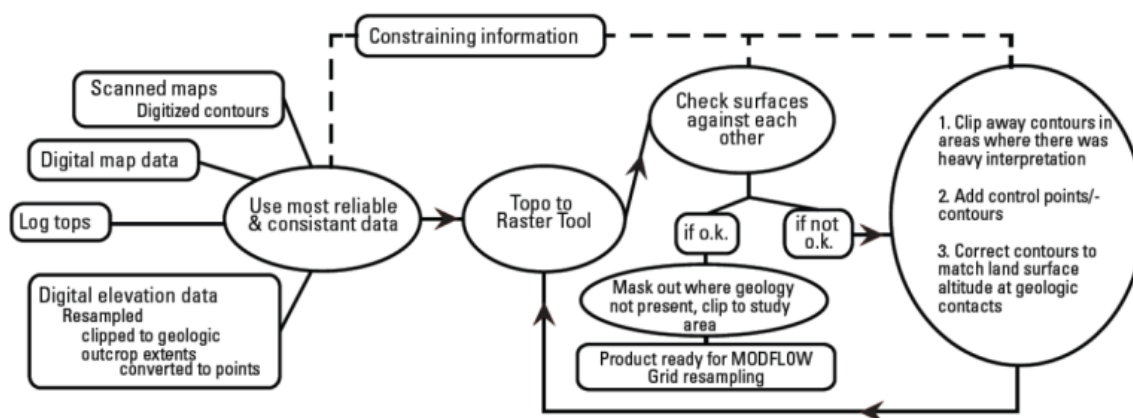 Constraining information
Scanned maps
Digitized contours
Digital map data
Log tops
Digital elevation data
Resampled
clipped to geologic
outcrop extents
converted to points
Use most reliable
& consistant data
Topo to
Raster Tool
Check surfaces
against each
other
if o.k.
if not
o.k.
Mask out where geology
not present, clip to study
area
Product ready for MODFLOW
Grid resampling
1. Clip away contours in
areas where there was
heavy interpretation
2. Add control points/-
contours
3. Correct contours to
match land surface
altitude at geologic
contacts